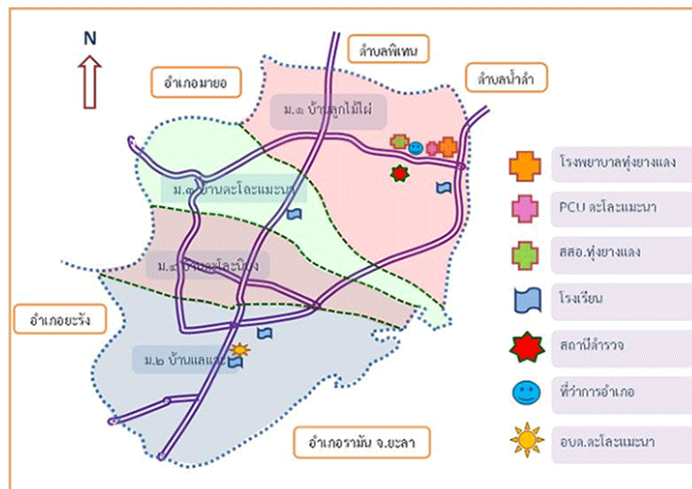 N
ตำบลพิเทน
ตำบลน้ำดำ
อำเภอมายอ
ม.๑ บ้านลูกไม้ไผ่
ม.๓ บ้านตะโละแมะนา
ม.๔ บ้านตะโละนิบง
อำเภอยะรัง
ม.๒ บ้านแลแวะ
อำเภอรามัน จ.ยะลา
โรงพยาบาลทุ่งยางแดง
PCU ตะโละแมะนา
สสอ.ทุ่งยางแดง
โรงเรียน
สถานีตำรวจ
ที่ว่าการอำเภอ
อบต.ตะโละแมะนา